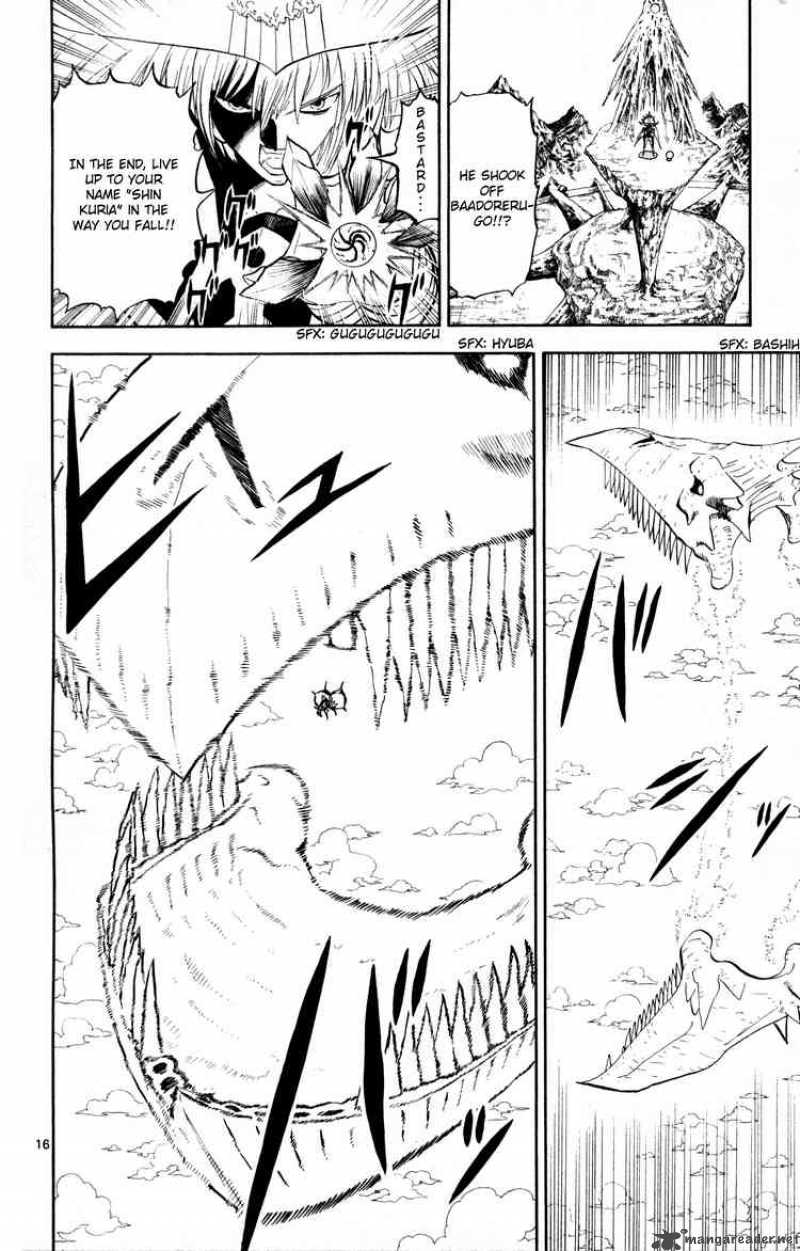 HE SHOOK
OFF
BAADORERU-
GO!!?
BASTARD...
IN THE END, LIVE
UP TO YOUR
NAME "SHIN
KURIA" IN THE
WAY YOU FALL!!
SFX: GUGUGUGUGUGU
SFX: BASHIH
SFX: HYUBA
16
mangareader.net